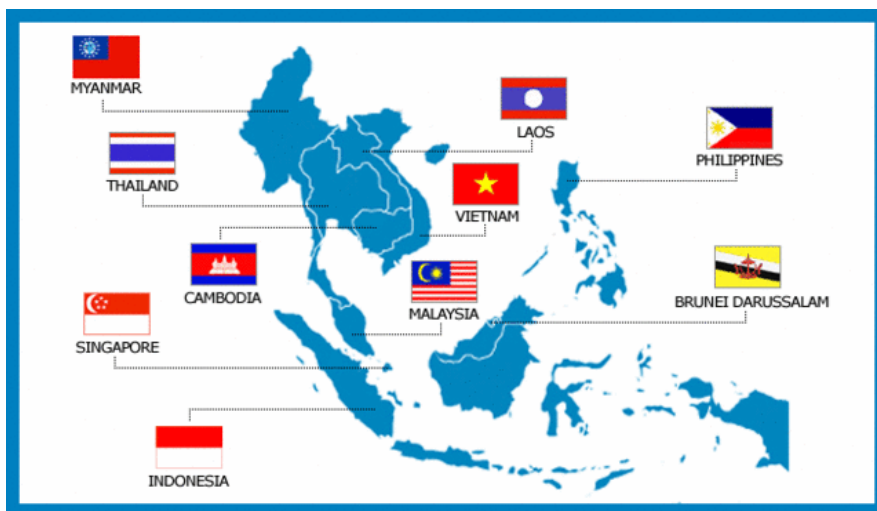 MYANMAR
LAOS
PHILIPPINES
THAILAND
VIETNAM
CAMBODIA
MALAYSIA
BRUNEI DARUSSALAM
SINGAPORE
INDONESIA